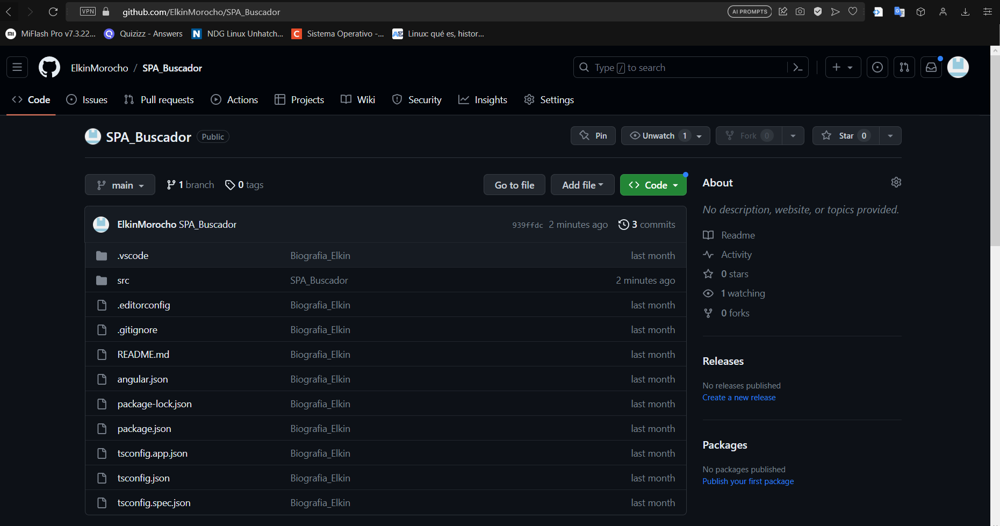 VPN github.com/ElkinMorocho/SPA_Buscador AI PROMPTS
MiFlash Pro v7.3.22... Quizizz - Answers NDG Linux Unhatch... Sistema Operativo -... Linux: qué es, histor...
ElkinMorocho / SPA_Buscador Type / to search
Code Issues Pull requests Actions Projects Wiki Security Insights Settings
SPA_Buscador Public Pin Unwatch 1 Fork 0 Star 0
main 1 branch 0 tags Go to file Add file Code
ElkinMorocho SPA_Buscador 939ffdc 2 minutes ago 3 commits
.vscode Biografia_Elkin last month
src SPA_Buscador 2 minutes ago
.editorconfig Biografia_Elkin last month
.gitignore Biografia_Elkin last month
README.md Biografia_Elkin last month
angular.json Biografia_Elkin last month
package-lock.json Biografia_Elkin last month
package.json Biografia_Elkin last month
tsconfig.app.json Biografia_Elkin last month
tsconfig.json Biografia_Elkin last month
tsconfig.spec.json Biografia_Elkin last month
About
No description, website, or topics provided.
Readme
Activity
0 stars
1 watching
0 forks
Releases
No releases published
Create a new release
Packages
No packages published
Publish your first package